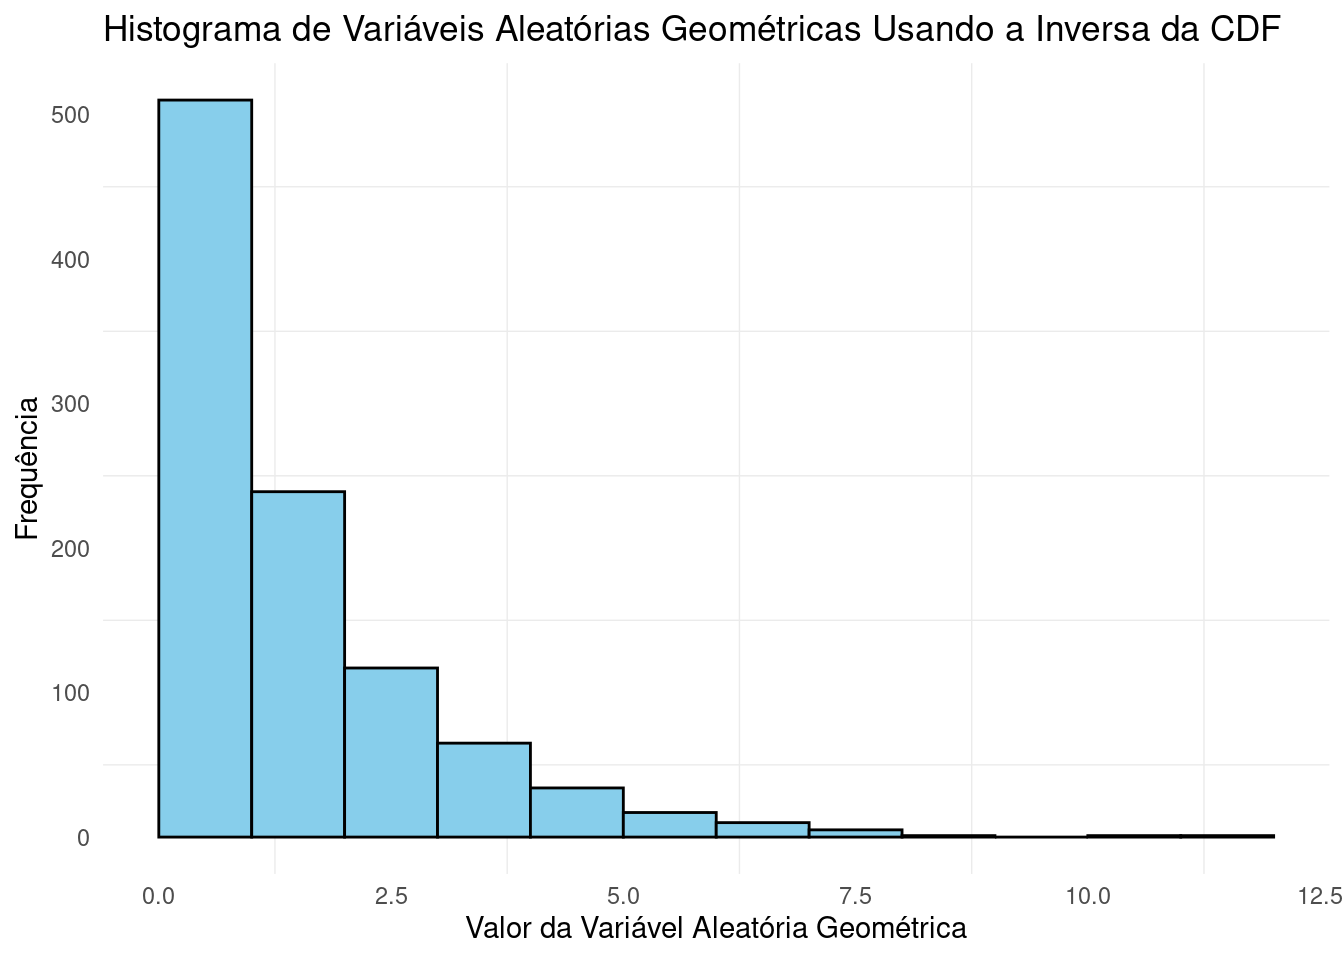 Histograma de Variáveis Aleatórias Geométricas Usando a Inversa da CDF
500
400
300
200
100
0
Frequência
0.0 2.5 5.0 7.5 10.0 12.5
Valor da Variável Aleatória Geométrica